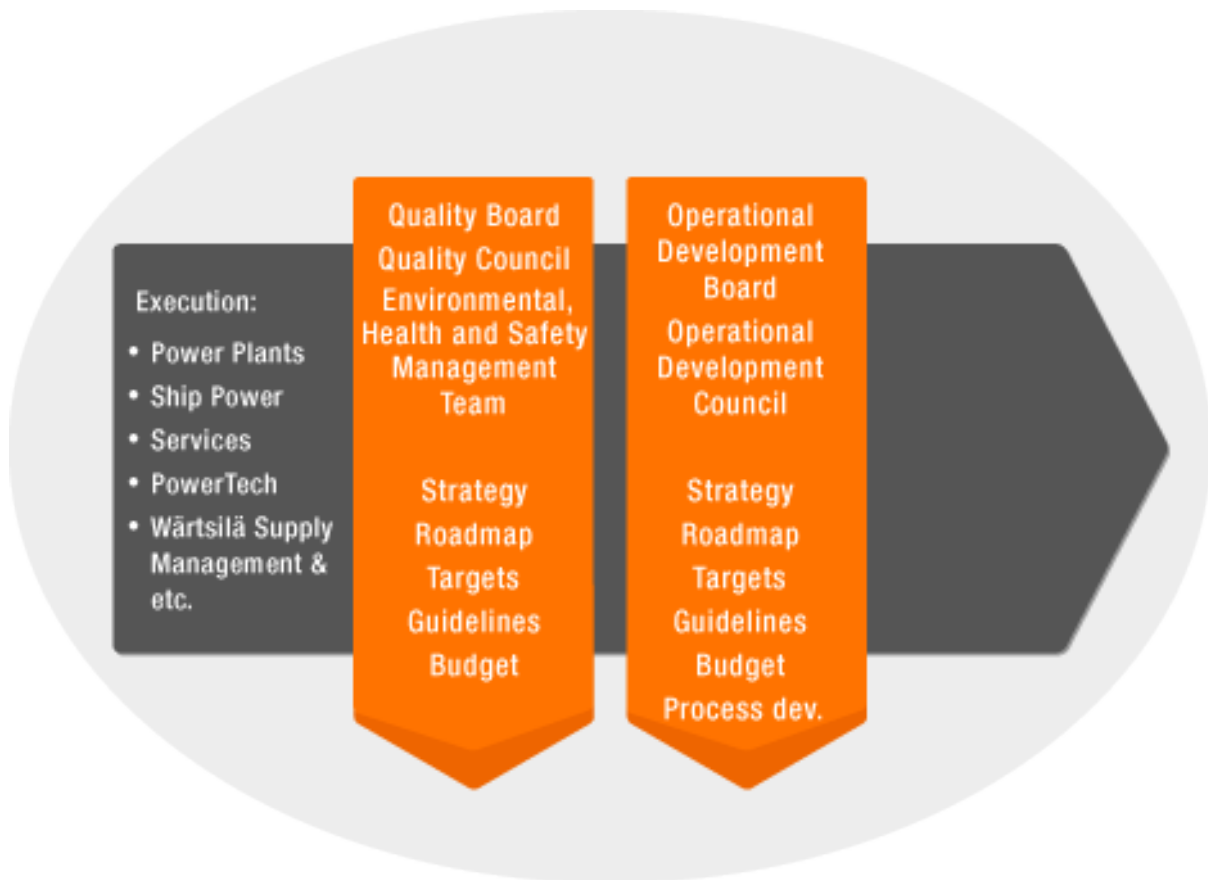 Execution:
• Power Plants
• Ship Power
• Services
• PowerTech
• Wärtsilä Supply
Management &
etc.
Quality Board
Quality Council
Environmental,
Health and Safety
Management
Team
Strategy
Roadmap
Targets
Guidelines
Budget
Operational
Development
Board
Operational
Development
Council
Strategy
Roadmap
Targets
Guidelines
Budget
Process dev.